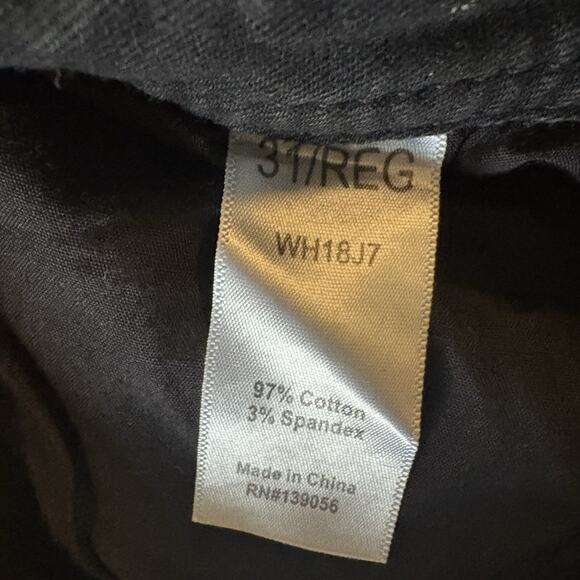 31/REG
WH18J7
97% Cotton
3% Spandex
Made in China
RN#139056